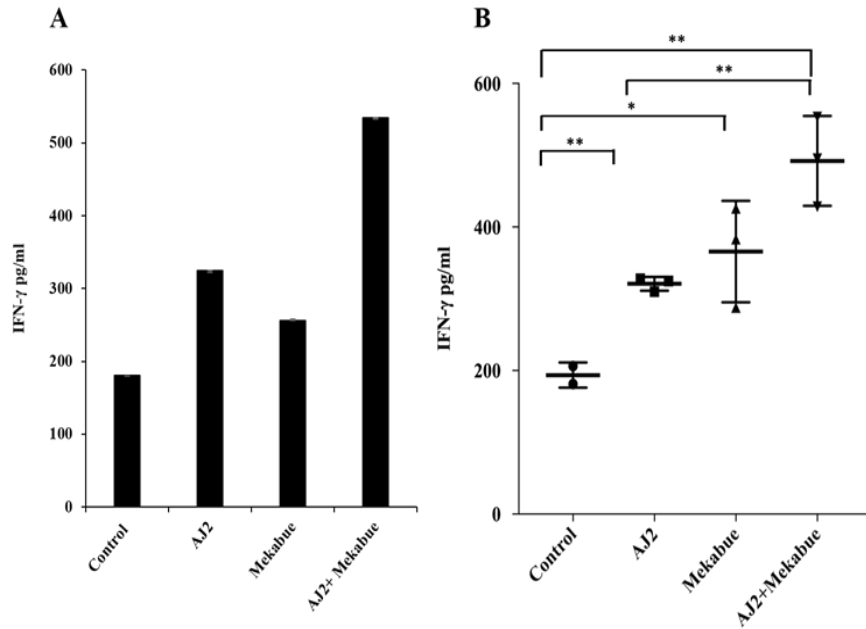 A
IFN-γ pg/ml
600
500
400
300
200
100
0
Control
AJ2
Mekabue
AJ2+ Mekabue
B
**
**
*
**
IFN-γ pg/ml
600
400
200
0
Control
AJ2
Mekabue
AJ2+Mekabue